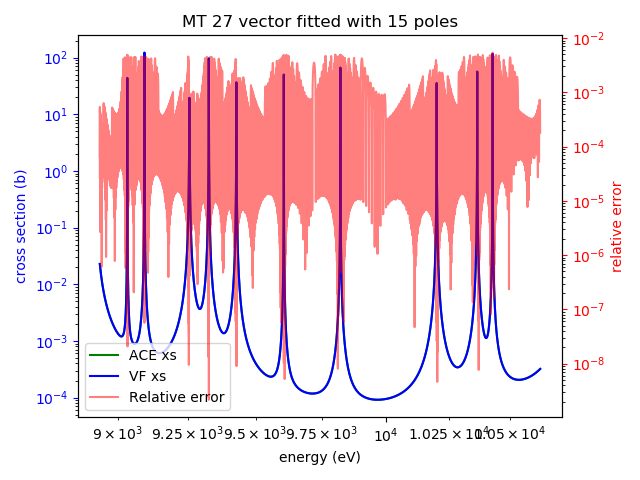 MT 27 vector fitted with 15 poles
10²
10¹
10⁰
10⁻¹
10⁻²
10⁻³
10⁻⁴
cross section (b)
10⁻²
10⁻³
10⁻⁴
10⁻⁵
10⁻⁶
10⁻⁷
10⁻⁸
relative error
ACE xs
VF xs
Relative error
9×10³ 9.25×10³ 9.5×10³ 9.75×10³ 10⁴ 1.025×10⁴ 1.05×10⁴
energy (eV)